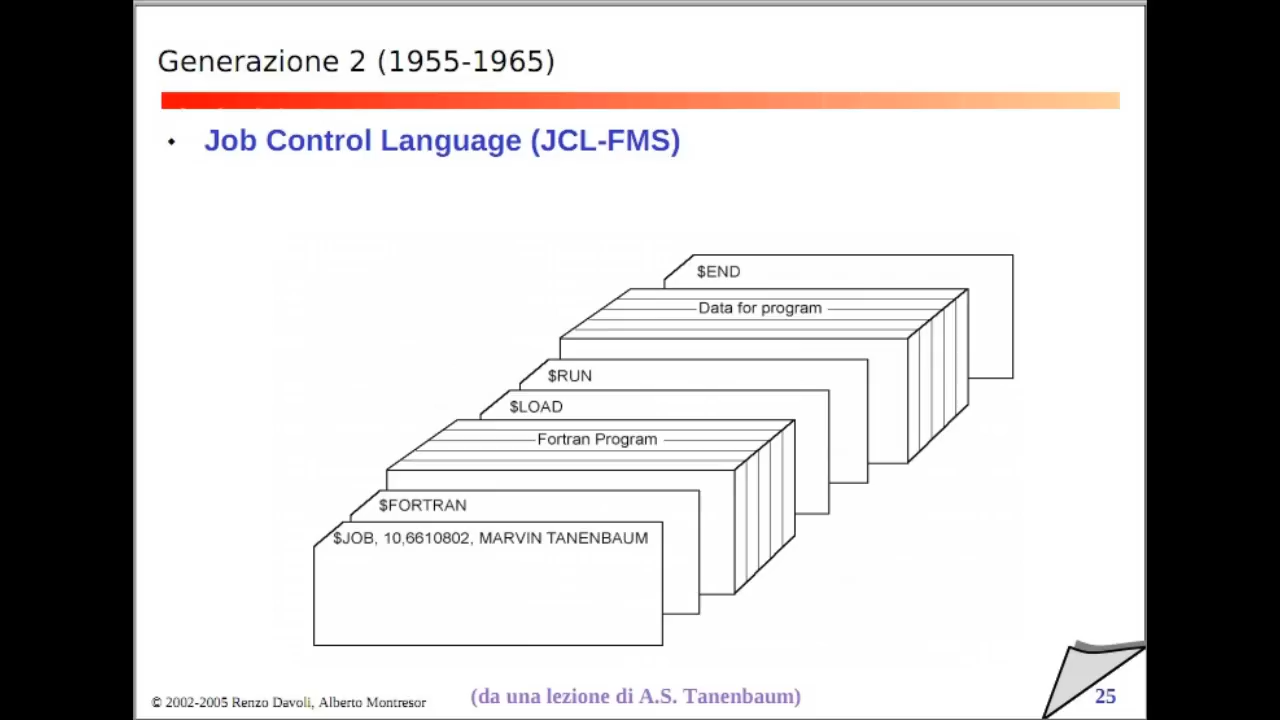 Generazione 2 (1955-1965)
• Job Control Language (JCL-FMS)
$END
Data for program
$RUN
$LOAD
Fortran Program
$FORTRAN
$JOB, 10,6610802, MARVIN TANENBAUM
© 2002-2005 Renzo Davoli, Alberto Montresor
(da una lezione di A.S. Tanenbaum)
25